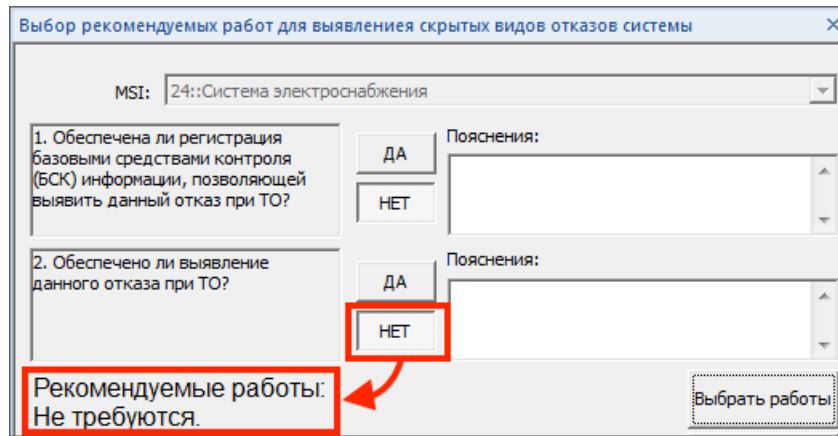 Выбор рекомендуемых работ для выявлениея скрытых видов отказов системы
MSI: 24::Система электроснабжения
1. Обеспечена ли регистрация
базовыми средствами контроля
(БСК) информации, позволяющей
выявить данный отказ при ТО?
ДА
НЕТ
Пояснения:
2. Обеспечено ли выявление
данного отказа при ТО?
ДА
НЕТ
Пояснения:
Рекомендуемые работы:
Не требуются.
Выбрать работы